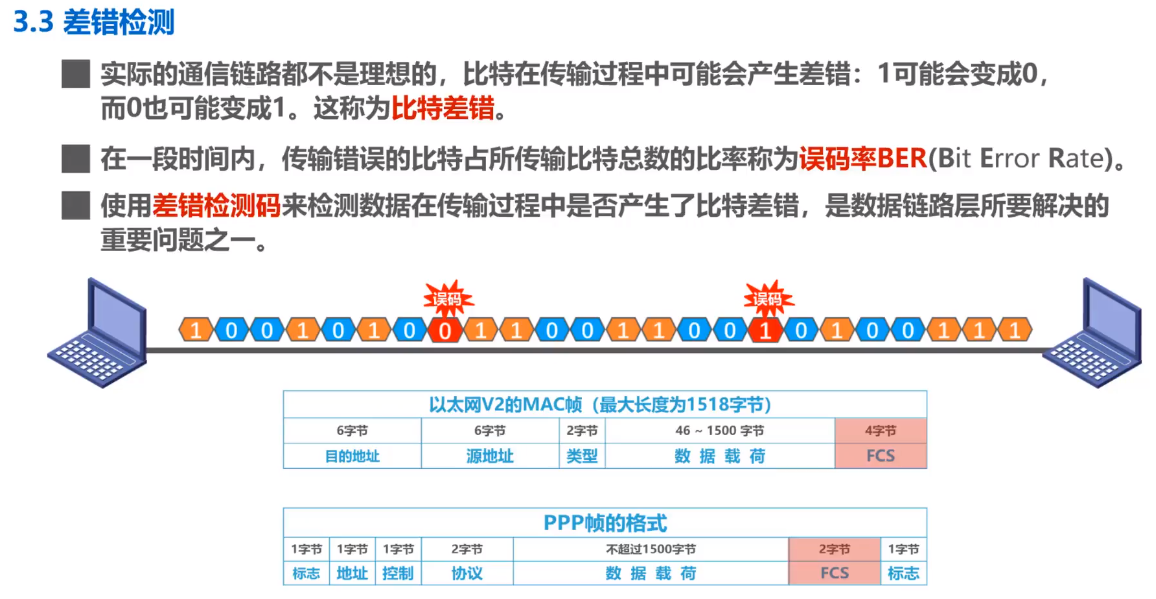 3.3 差错检测
实际的通信链路都不是理想的，比特在传输过程中可能会产生差错：1可能会变成0，
而0也可能变成1。这称为比特差错。
在一段时间内，传输错误的比特占所传输比特总数的比率称为误码率BER(Bit Error Rate)。
使用差错检测码来检测数据在传输过程中是否产生了比特差错，是数据链路层所要解决的
重要问题之一。
误码 误码
1 0 0 1 0 1 0 0 1 1 0 0 1 1 0 0 1 0 1 0 0 1 1 1
以太网V2的MAC帧（最大长度为1518字节）
6字节 6字节 2字节 46 ~ 1500 字节 4字节
目的地址 源地址 类型 数 据 载 荷 FCS
PPP帧的格式
1字节 1字节 1字节 2字节 不超过1500字节 2字节 1字节
标志 地址 控制 协议 数 据 载 荷 FCS 标志